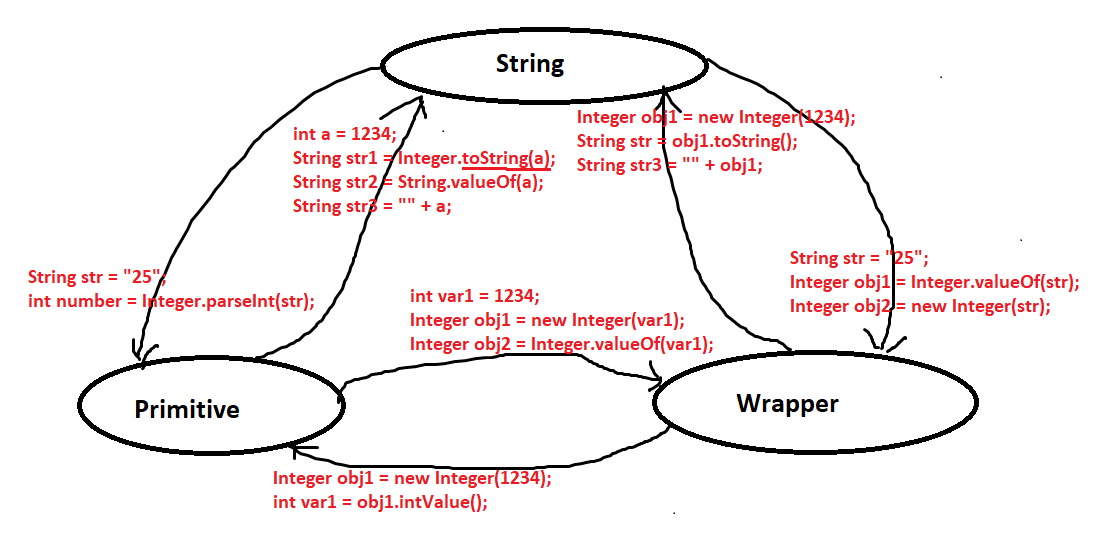 String
int a = 1234;
String str1 = Integer.toString(a);
String str2 = String.valueOf(a);
String str3 = "" + a;
Integer obj1 = new Integer(1234);
String str = obj1.toString();
String str3 = "" + obj1;
String str = "25";
int number = Integer.parseInt(str);
int var1 = 1234;
Integer obj1 = new Integer(var1);
Integer obj2 = Integer.valueOf(var1);
String str = "25";
Integer obj1 = Integer.valueOf(str);
Integer obj2 = new Integer(str);
Primitive
Wrapper
Integer obj1 = new Integer(1234);
int var1 = obj1.intValue();